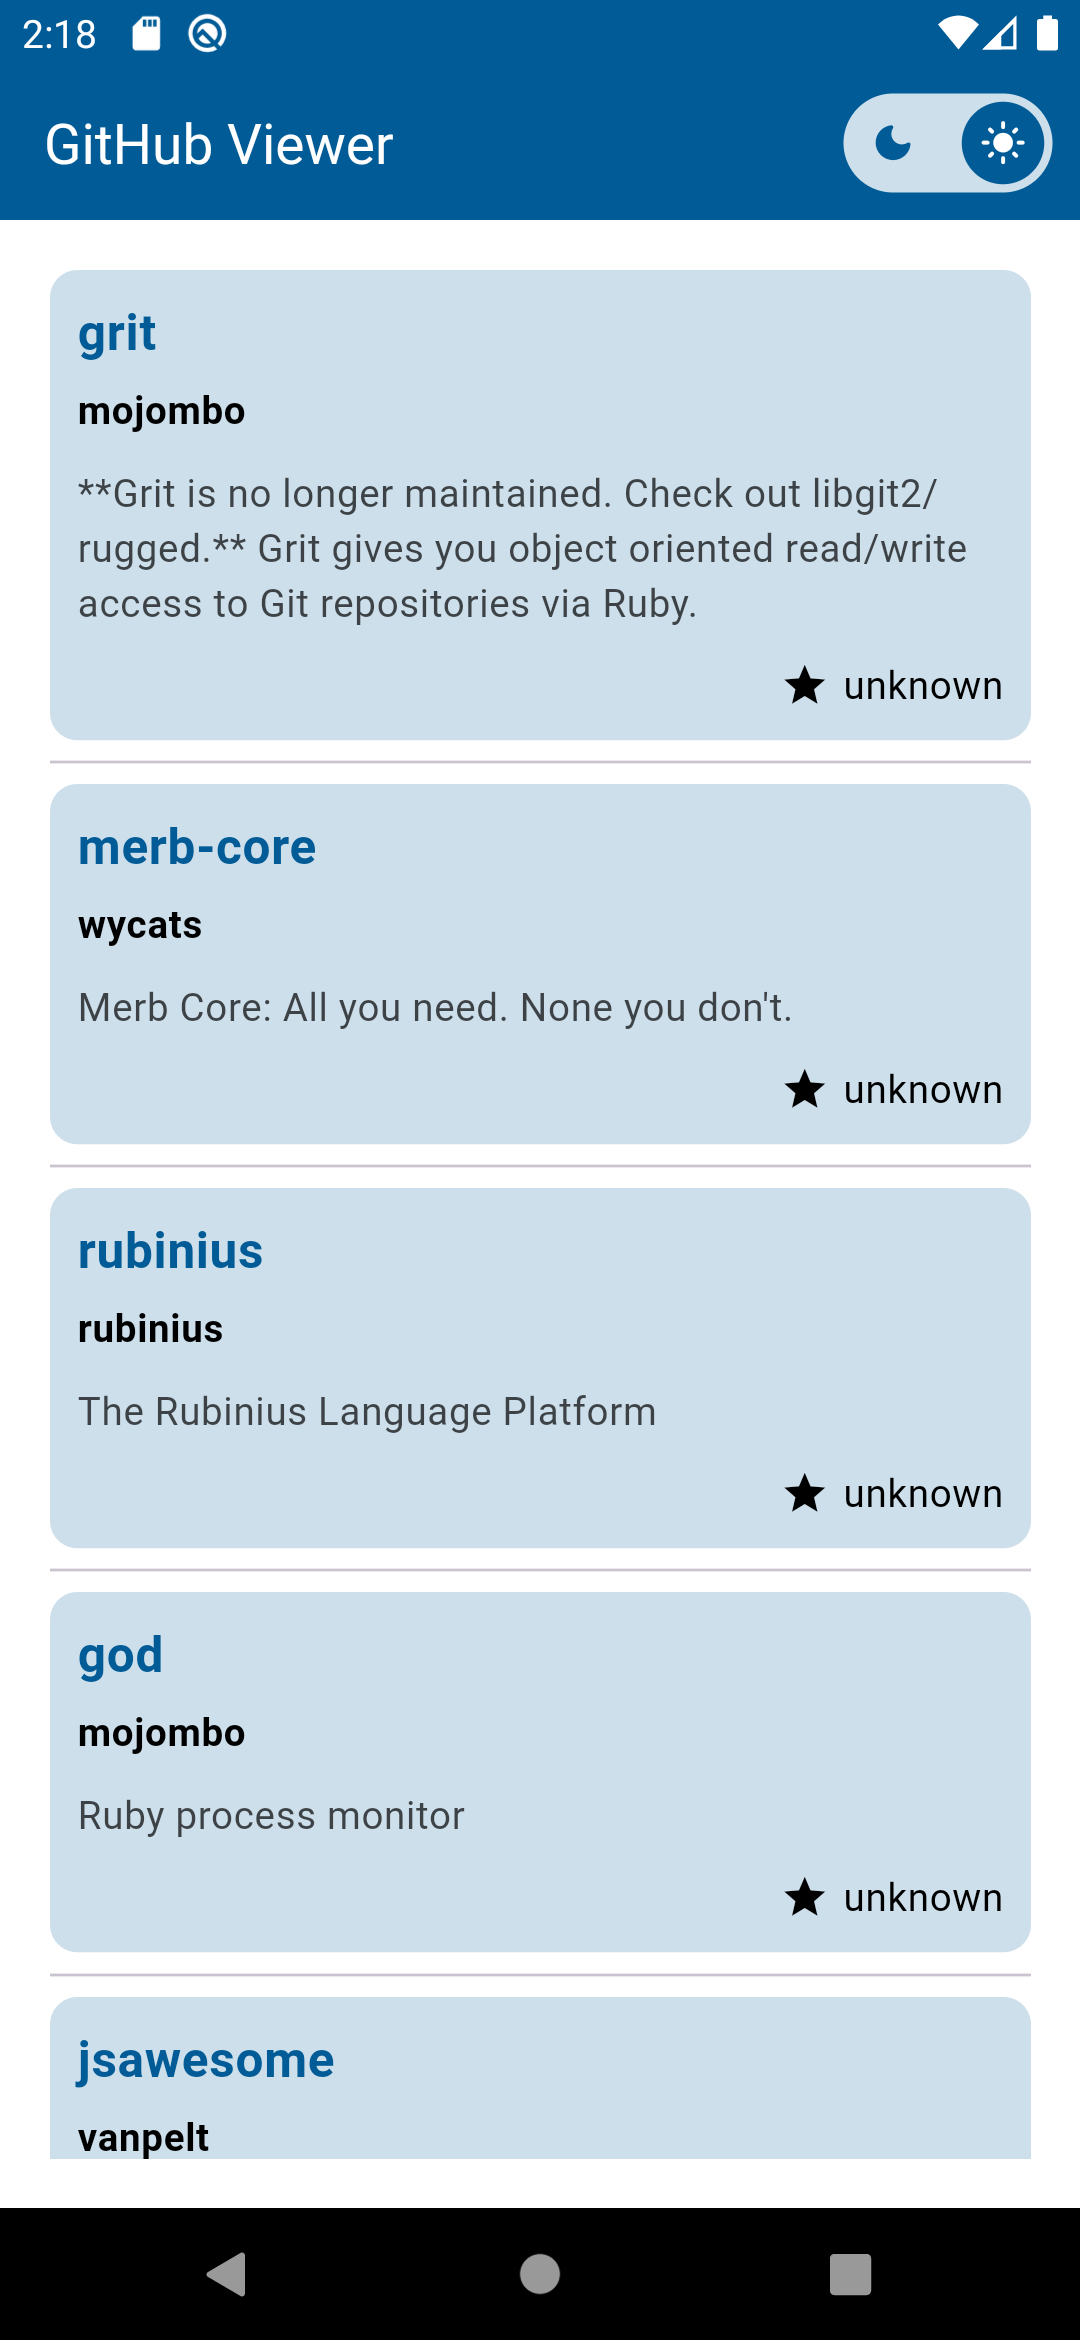 2:18
GitHub Viewer
grit
mojombo
**Grit is no longer maintained. Check out libgit2/
rugged.** Grit gives you object oriented read/write
access to Git repositories via Ruby.
unknown
merb-core
wycats
Merb Core: All you need. None you don't.
unknown
rubinius
rubinius
The Rubinius Language Platform
unknown
god
mojombo
Ruby process monitor
unknown
jsawesome
vanpelt